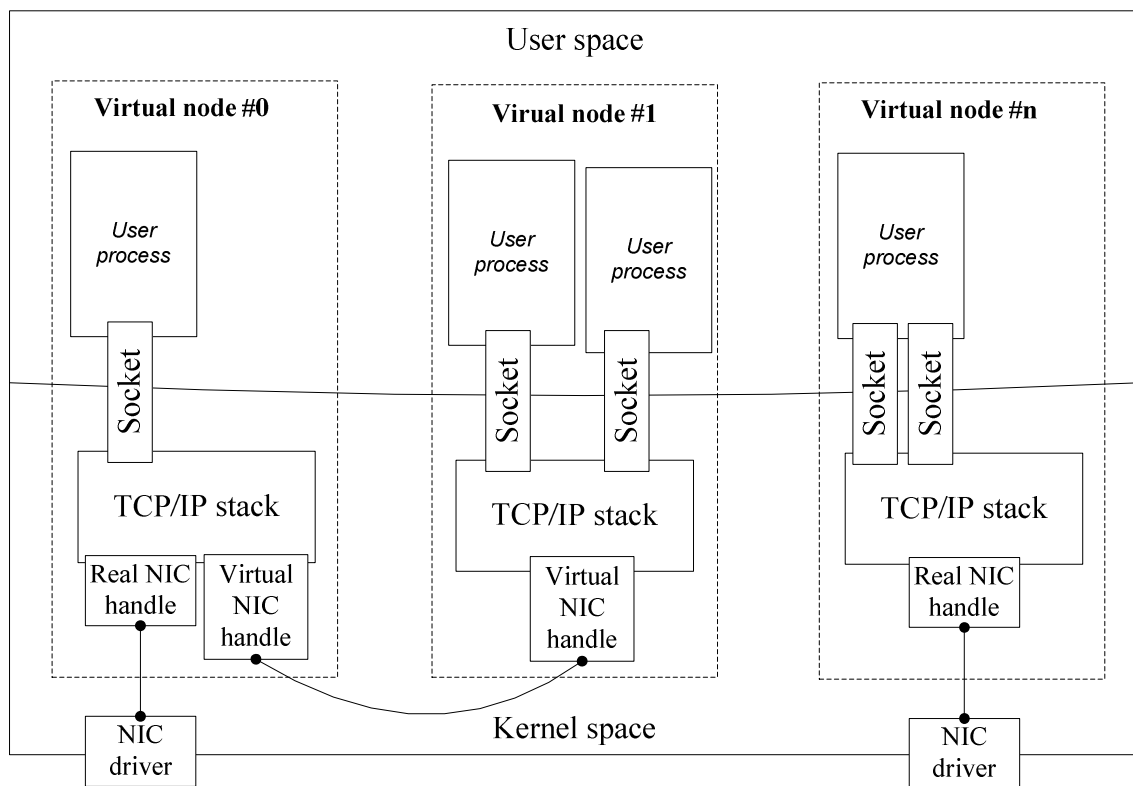 User space
Virtual node #0
Virual node #1
Virtual node #n
User
process
User
process
User
process
User
process
Socket
Socket
Socket
Socket
Socket
TCP/IP stack
TCP/IP stack
TCP/IP stack
Real NIC
handle
Virtual
NIC
handle
Virtual
NIC
handle
Real NIC
handle
Kernel space
NIC
driver
NIC
driver